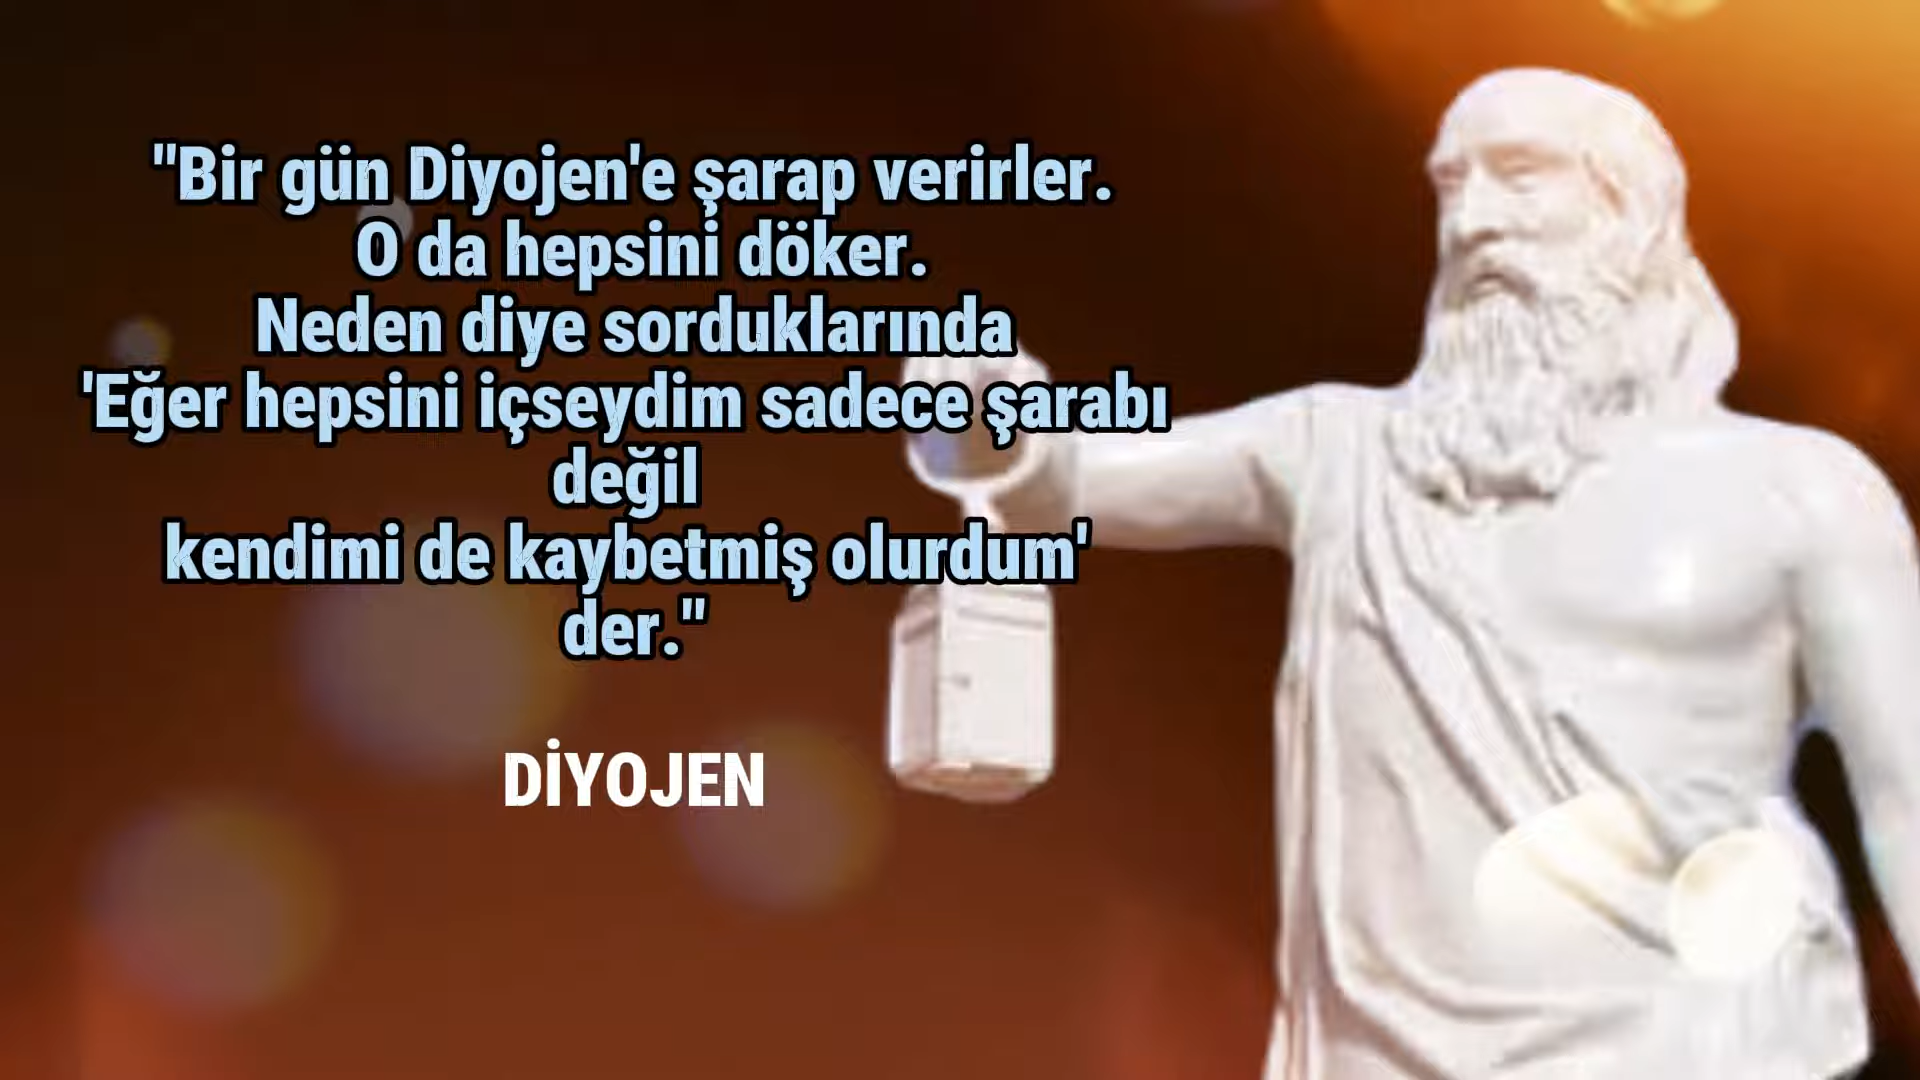 "Bir gün Diyojen'e şarap verirler.
O da hepsini döker.
Neden diye sorduklarında
'Eğer hepsini içseydim sadece şarabı
değil
kendimi de kaybetmiş olurdum'
der."
DİYOJEN